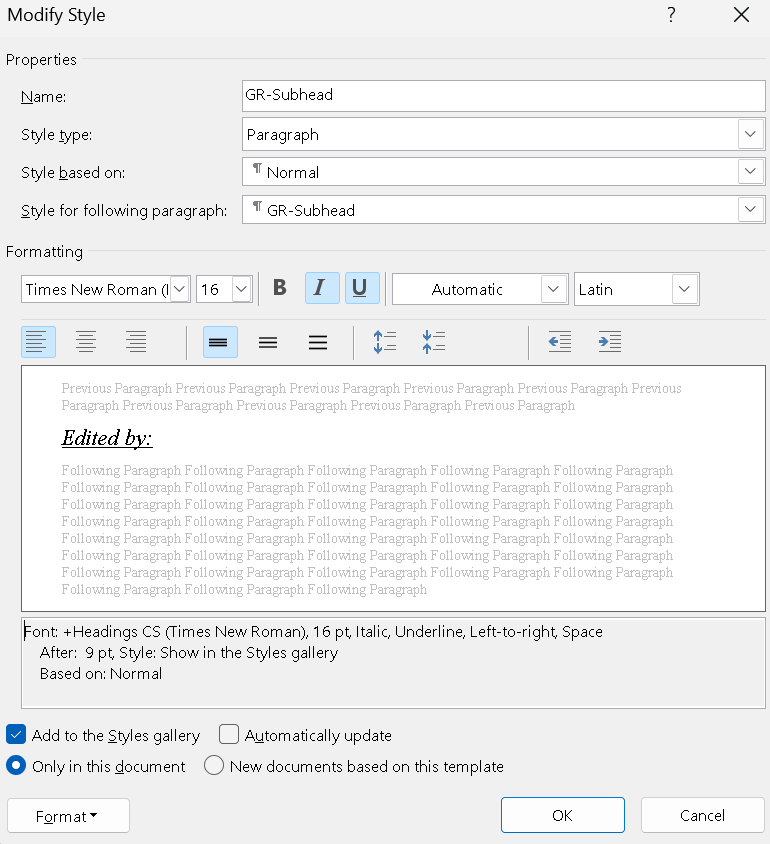 Modify Style
?
Properties
Name:
GR-Subhead
Style type:
Paragraph
Style based on:
¶ Normal
Style for following paragraph:
¶ GR-Subhead
Formatting
Times New Roman (I
16
B
I
U
Automatic
Latin
Previous Paragraph Previous Paragraph Previous Paragraph Previous Paragraph Previous Paragraph Previous
Paragraph Previous Paragraph Previous Paragraph Previous Paragraph Previous Paragraph
Edited by:
Following Paragraph Following Paragraph Following Paragraph Following Paragraph Following Paragraph
Following Paragraph Following Paragraph Following Paragraph Following Paragraph Following Paragraph
Following Paragraph Following Paragraph Following Paragraph Following Paragraph Following Paragraph
Following Paragraph Following Paragraph Following Paragraph Following Paragraph Following Paragraph
Following Paragraph Following Paragraph Following Paragraph Following Paragraph Following Paragraph
Following Paragraph Following Paragraph Following Paragraph Following Paragraph Following Paragraph
Following Paragraph Following Paragraph Following Paragraph Following Paragraph Following Paragraph
Following Paragraph Following Paragraph Following Paragraph
Font: +Headings CS (Times New Roman), 16 pt, Italic, Underline, Left-to-right, Space
After: 9 pt, Style: Show in the Styles gallery
Based on: Normal
Add to the Styles gallery
Automatically update
Only in this document
New documents based on this template
Format
OK
Cancel